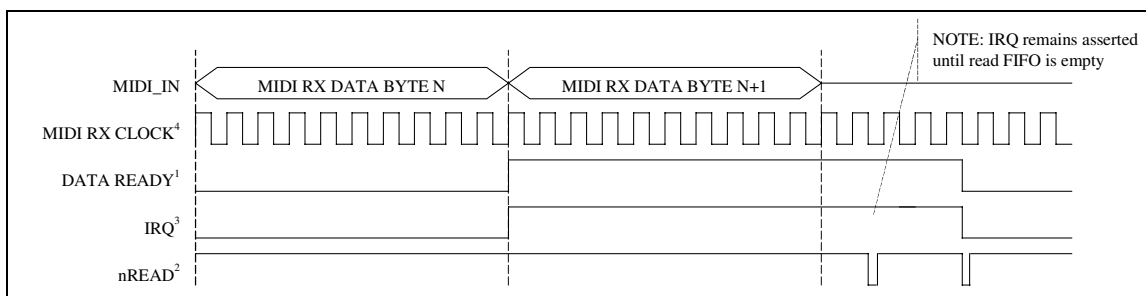 NOTE: IRQ remains asserted
until read FIFO is empty
MIDI_IN
MIDI RX DATA BYTE N
MIDI RX DATA BYTE N+1
MIDI RX CLOCK4
DATA READY1
IRQ3
nREAD2